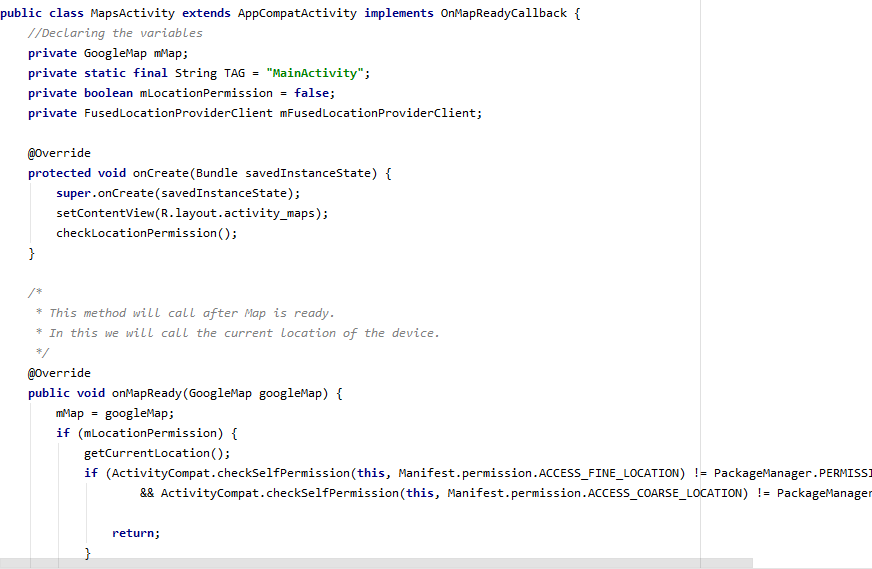 public class MapsActivity extends AppCompatActivity implements OnMapReadyCallback {
    //Declaring the variables
    private GoogleMap mMap;
    private static final String TAG = "MainActivity";
    private boolean mLocationPermission = false;
    private FusedLocationProviderClient mFusedLocationProviderClient;

    @Override
    protected void onCreate(Bundle savedInstanceState) {
        super.onCreate(savedInstanceState);
        setContentView(R.layout.activity_maps);
        checkLocationPermission();
    }

    /*
     * This method will call after Map is ready.
     * In this we will call the current location of the device.
     */
    @Override
    public void onMapReady(GoogleMap googleMap) {
        mMap = googleMap;
        if (mLocationPermission) {
            getCurrentLocation();
            if (ActivityCompat.checkSelfPermission(this, Manifest.permission.ACCESS_FINE_LOCATION) != PackageManager.PERMISSI
                    && ActivityCompat.checkSelfPermission(this, Manifest.permission.ACCESS_COARSE_LOCATION) != PackageManager

                return;
            }